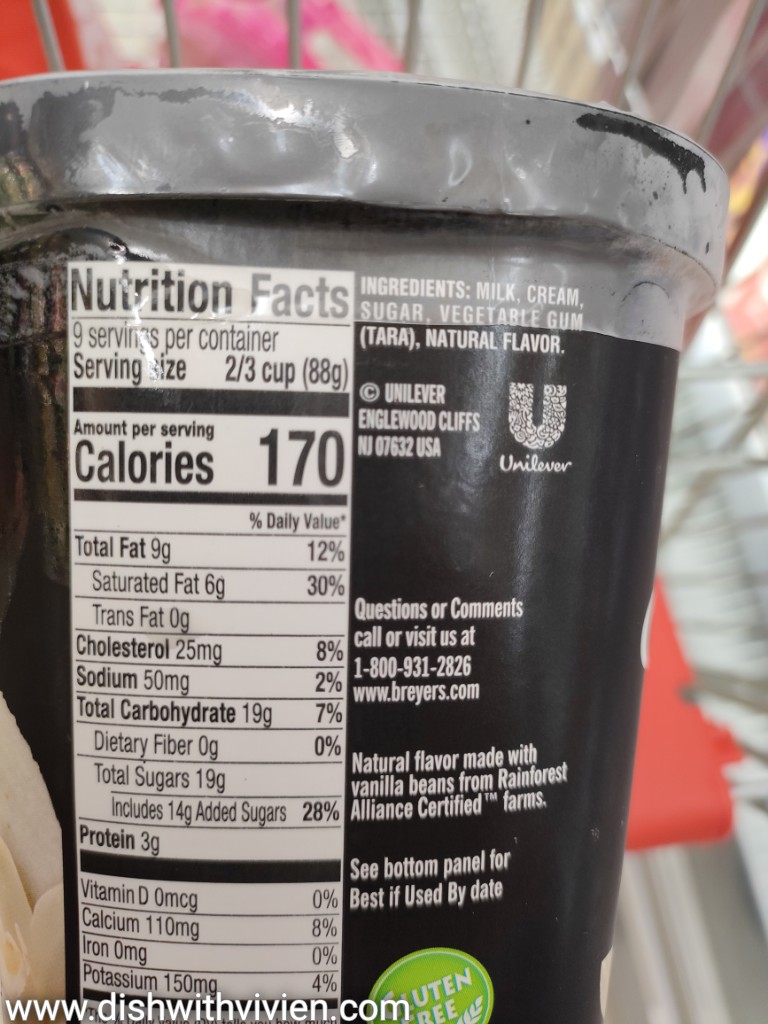 Nutrition Facts
9 servings per container
Serving size 2/3 cup (88g)
Amount per serving
Calories 170
% Daily Value*
Total Fat 9g 12%
Saturated Fat 6g 30%
Trans Fat 0g
Cholesterol 25mg 8%
Sodium 50mg 2%
Total Carbohydrate 19g 7%
Dietary Fiber 0g 0%
Total Sugars 19g
Includes 14g Added Sugars 28%
Protein 3g
Vitamin D 0mcg 0%
Calcium 110mg 8%
Iron 0mg 0%
Potassium 150mg 4%
INGREDIENTS: MILK, CREAM,
SUGAR, VEGETABLE GUM
(TARA), NATURAL FLAVOR.
© UNILEVER
ENGLEWOOD CLIFFS
NJ 07632 USA
Unilever
Questions or Comments
call or visit us at
1-800-931-2826
www.breyers.com
Natural flavor made with
vanilla beans from Rainforest
Alliance Certified™ farms.
See bottom panel for
Best if Used By date
GLUTEN
FREE
www.dishwithvivien.com